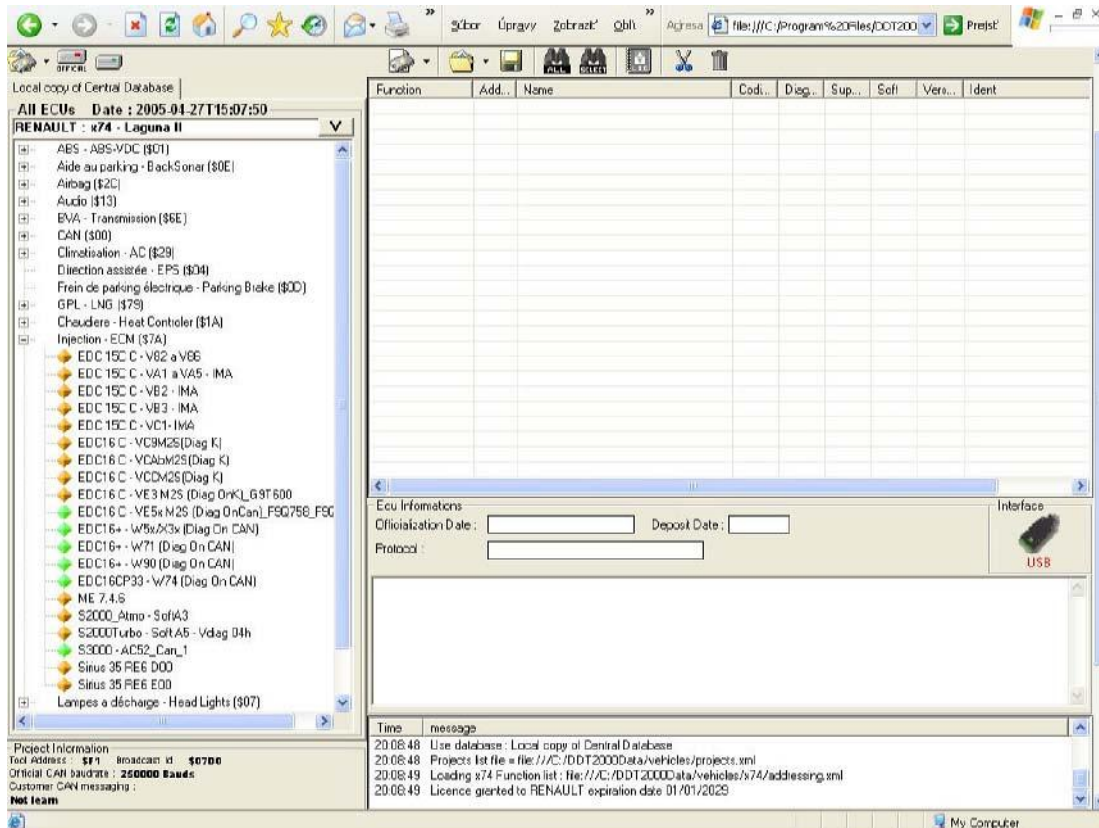 Súbor Úpravy Zobraziť Obľ
Adresa file:///C:/Program%20Files/DDT200 Prejsť
OFFICIAL
ALL SELECT
Local copy of Central Database
All ECUs Date : 2005-04-27T15:07:50
RENAULT : x74 - Laguna II V
ABS - ABS-VDC ($01)
Aide au parking - BackSonar ($0E)
Airbag ($2C)
Audio ($13)
BVA - Transmission ($6E)
CAN ($00)
Climatisation - AC ($29)
Direction assistée - EPS ($04)
Frein de parking électrique - Parking Brake ($0D)
GPL - LNG ($79)
Chaudiere - Heat Controler ($1A)
Injection - ECM ($7A)
EDC 15C C - V82 a V86
EDC 15C C - VA1 a VA5 - IMA
EDC 15C C - VB2 - IMA
EDC 15C C - VB3 - IMA
EDC 15C C - VC1- IMA
EDC16 C - VC9M2S(Diag K)
EDC16 C - VCAbM2S(Diag K)
EDC16 C - VCCM2S(Diag K)
EDC16 C - VE3 M2S (Diag OnK)_G9T600
EDC16 C - VE5x M2S (Diag OnCan)_F9Q758_F9Q
EDC16+ - W5x/X3x (Diag On CAN)
EDC16+ - W71 (Diag On CAN)
EDC16+ - W90 (Diag On CAN)
EDC16CP33 - W74 (Diag On CAN)
ME 7.4.6
S2000_Atmo - SoftA3
S2000Turbo - Soft A5 - Vdiag 04h
S3000 - AC52_Can_1
Sirius 35 RE6 D00
Sirius 35 RE6 E00
Lampes a décharge - Head Lights ($07)
Project Information
Tool Address : $F1 Broadcast id $07D0
Official CAN baudrate : 250000 Bauds
Customer CAN messaging :
Not learn
Function Add... Name Codi... Diag... Sup... Soft Vers... Ident
Ecu Informations
Officialization Date : Deposit Date :
Protocol :
Interface
USB
Time message
20:08:48 Use database : Local copy of Central Database
20:08:48 Projects list file = file:///C:/DDT2000Data/vehicles/projects.xml
20:08:49 Loading x74 Function list : file:///C:/DDT2000Data/vehicles/x74/addressing.xml
20:08:49 Licence granted to RENAULT expiration date 01/01/2029
My Computer